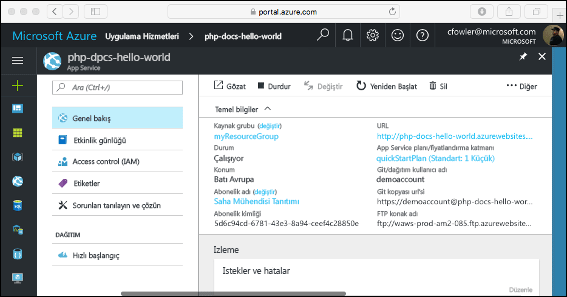 portal.azure.com
Microsoft Azure Uygulama Hizmetleri php-dpcs-hello-world
cfowler@microsoft.com
MICROSOFT
php-dpcs-hello-world
App Service
Ara (Ctrl+/)
Genel bakış
Etkinlik günlüğü
Access control (IAM)
Etiketler
Sorunları tanılayın ve çözün
DAĞITIM
Hızlı başlangıç
Gözat Durdur Değiştir Yeniden Başlat Sil ··· Diğer
Temel bilgiler
Kaynak grubu (değiştir)
myResourceGroup
Durum
Çalışıyor
Konum
Batı Avrupa
Abonelik adı (değiştir)
Saha Mühendisi Tanıtımı
Abonelik kimliği
5d6c94cd-6781-43e3-8a94-ceef4c28850e
URL
http://php-docs-hello-world.azurewebsites,...
App Service planı/fiyatlandırma katmanı
quickStartPlan (Standart: 1 Küçük)
Git/dağıtım kullanıcı adı
demoaccount
Git kopyası url'si
https://demoaccount@php-docs-hello-wor...
FTP konak adı
ftp://waws-prod-am2-085.ftp.azurewebsite...
İzleme
İstekler ve hatalar
Düzenle